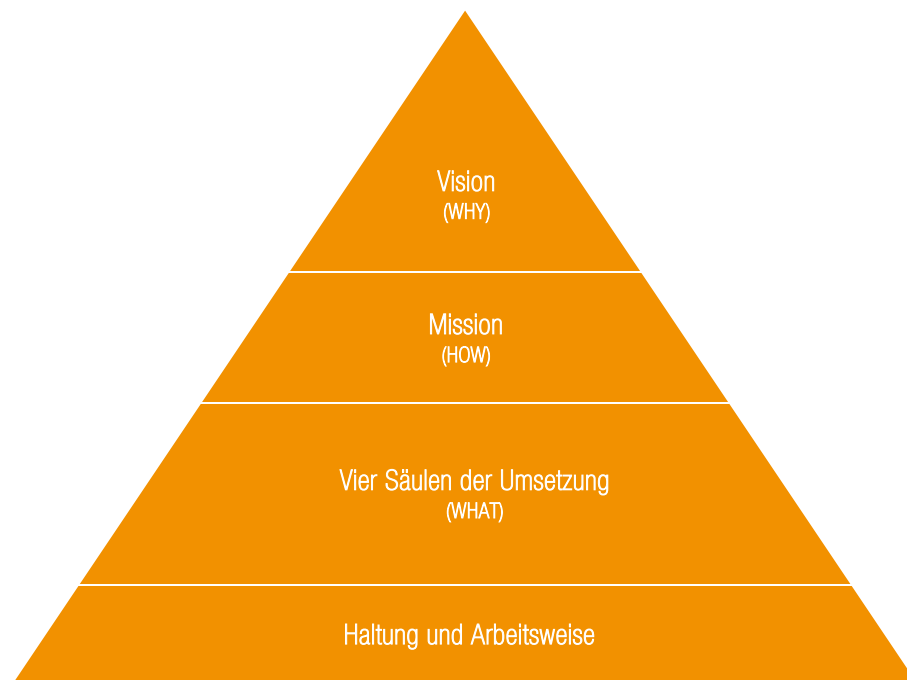 Vision
(WHY)
Mission
(HOW)
Vier Säulen der Umsetzung
(WHAT)
Haltung und Arbeitsweise